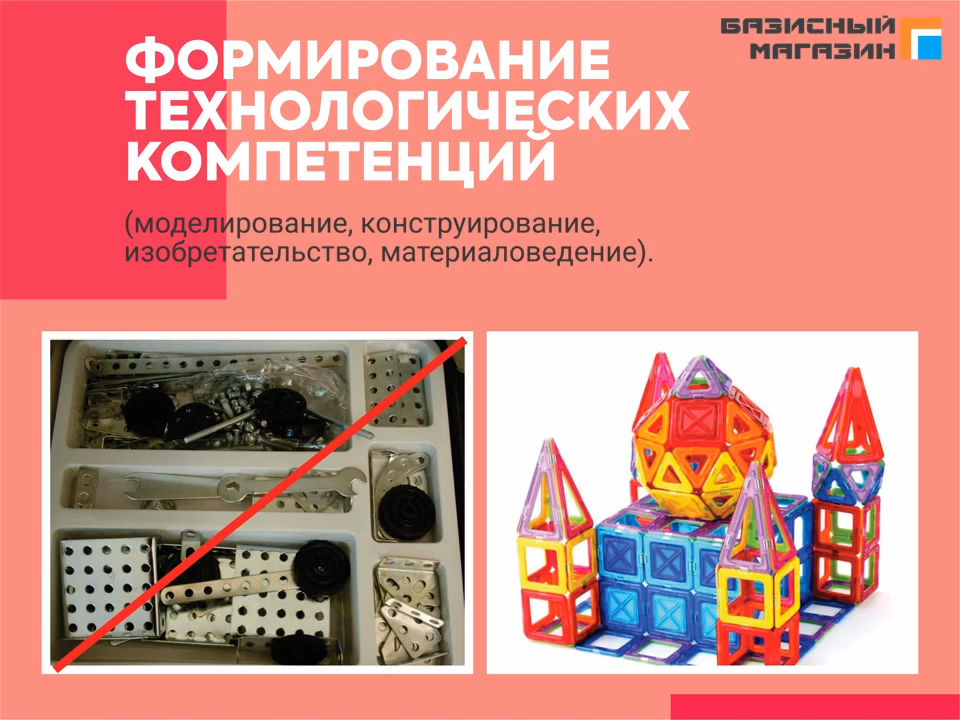 БАЗИСНЫЙ
МАГАЗИН
ФОРМИРОВАНИЕ
ТЕХНОЛОГИЧЕСКИХ
КОМПЕТЕНЦИЙ
(моделирование, конструирование,
изобретательство, материаловедение).